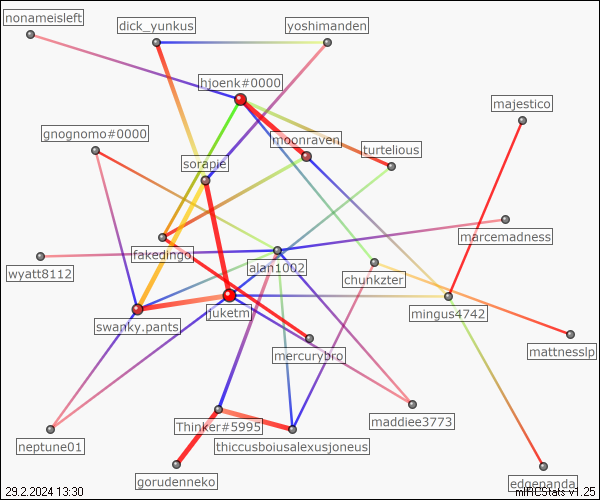 nonameisleft
dick_yunkus
yoshimanden
hjoenk#0000
majestico
gnognomo#0000
moonraven
turtelious
sorapie
marcemadness
fakedingo
alan1002
wyatt8112
chunkzter
swanky.pants
Juketm
mingus4742
mercurybro
mattnesslp
maddiee3773
Thinker#5995
neptune01
thiccusboiusalexusjoneus
gorudenneko
edgepanda
29.2.2024 13:30
mIRCStats v1.25